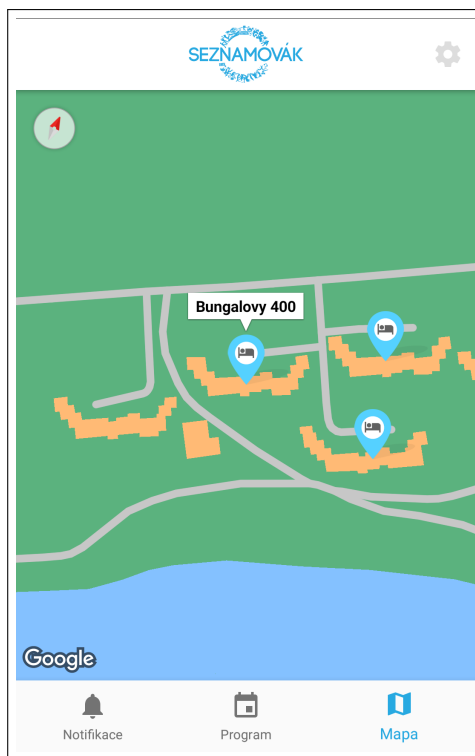 SEZNAMOVÁK
Bungalovy 400
Google
Notifikace
Program
Mapa